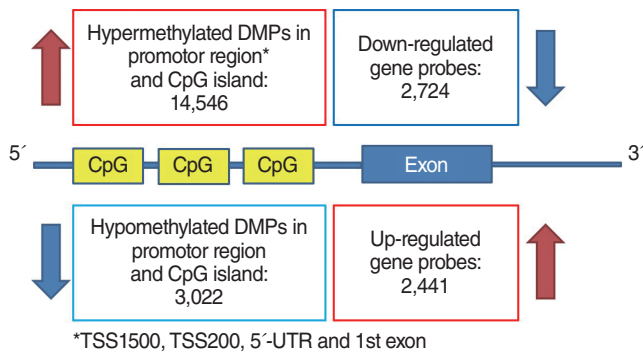 Hypermethylated DMPs in
promotor region*
and CpG island:
14,546
Down-regulated
gene probes:
2,724
5´
CpG
CpG
CpG
Exon
3´
Hypomethylated DMPs in
promotor region
and CpG island:
3,022
Up-regulated
gene probes:
2,441
*TSS1500, TSS200, 5´-UTR and 1st exon